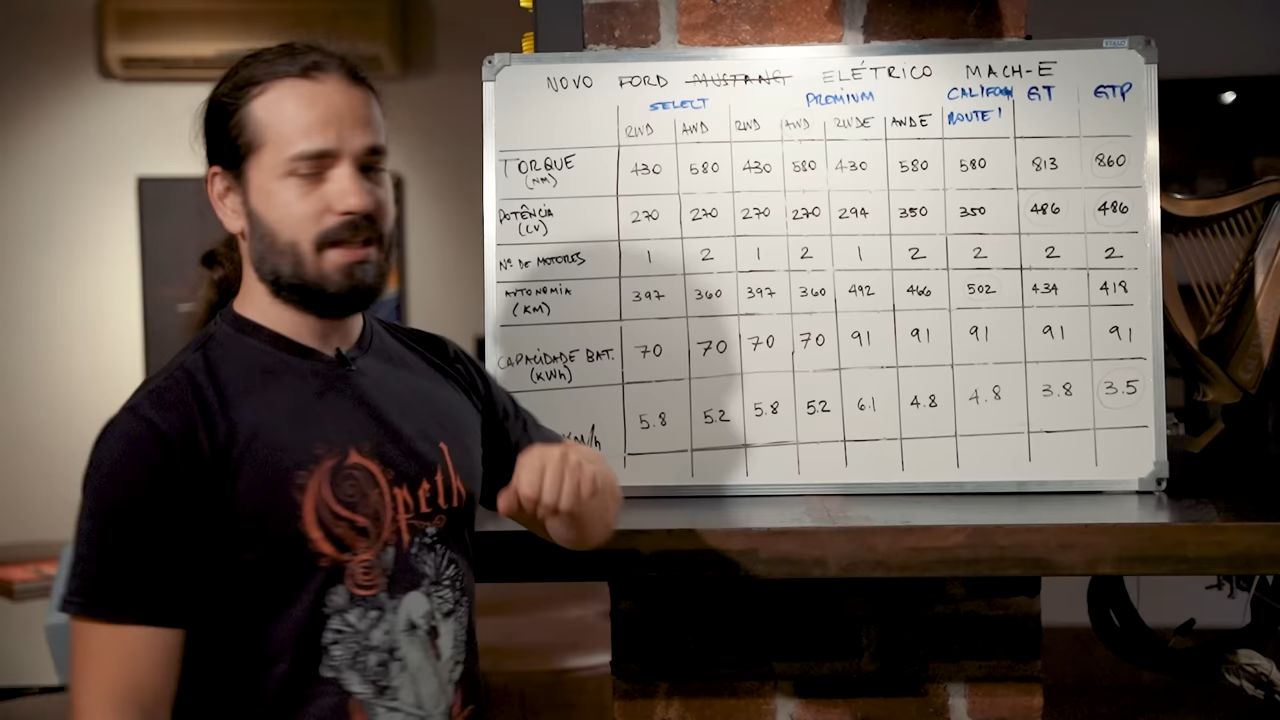 NOVO FORD MUSTANG ELÉTRICO MACH-E
SELECT PREMIUM CALIFORN ROUTE 1 GT GTP
RWD AWD RWD AWD RWDE AWDE
TORQUE (NM) 430 580 430 580 430 580 580 813 860
POTÊNCIA (CV) 270 270 270 270 294 350 350 486 486
Nº DE MOTORES 1 2 1 2 1 2 2 2 2
AUTONOMIA (KM) 397 360 397 360 492 466 502 434 418
CAPACIDADE BAT. (KWh) 70 70 70 70 91 91 91 91 91
5.8 5.2 5.8 5.2 6.1 4.8 4.8 3.8 3.5
Opeth